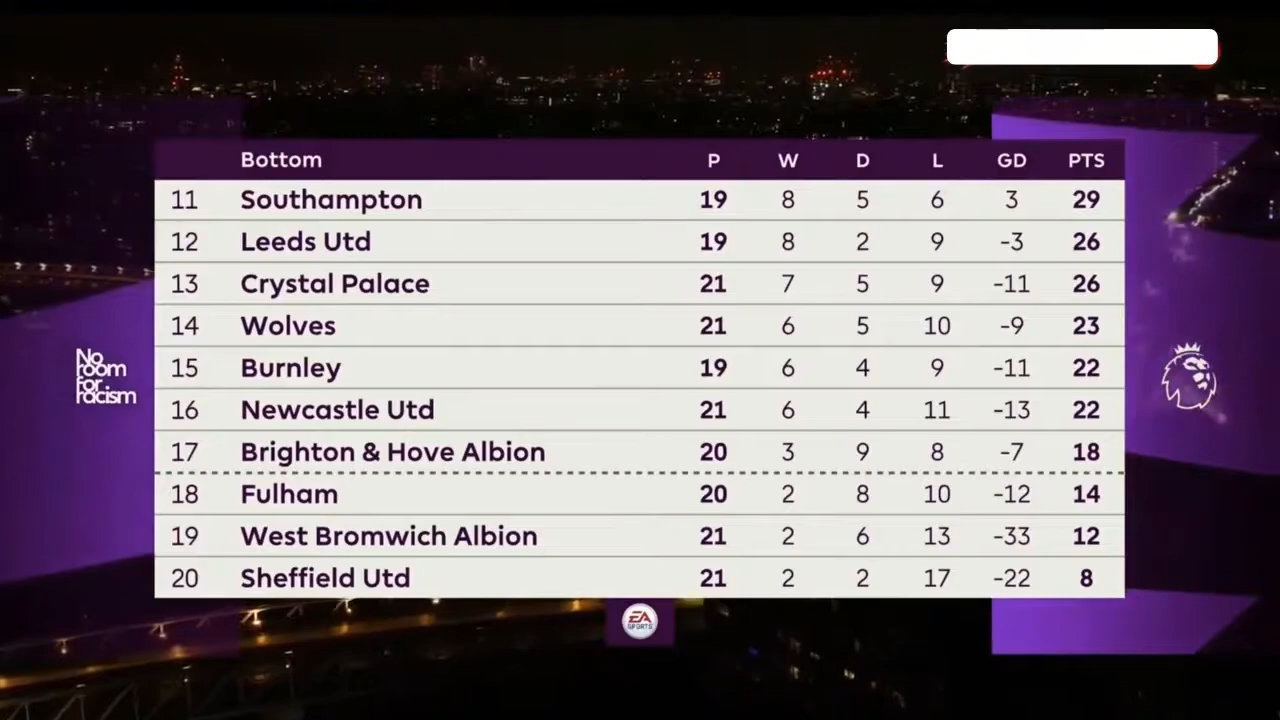 Bottom P W D L GD PTS
11 Southampton 19 8 5 6 3 29
12 Leeds Utd 19 8 2 9 -3 26
13 Crystal Palace 21 7 5 9 -11 26
14 Wolves 21 6 5 10 -9 23
15 Burnley 19 6 4 9 -11 22
16 Newcastle Utd 21 6 4 11 -13 22
17 Brighton & Hove Albion 20 3 9 8 -7 18
18 Fulham 20 2 8 10 -12 14
19 West Bromwich Albion 21 2 6 13 -33 12
20 Sheffield Utd 21 2 2 17 -22 8
No
room
for
racism
EA
SPORTS